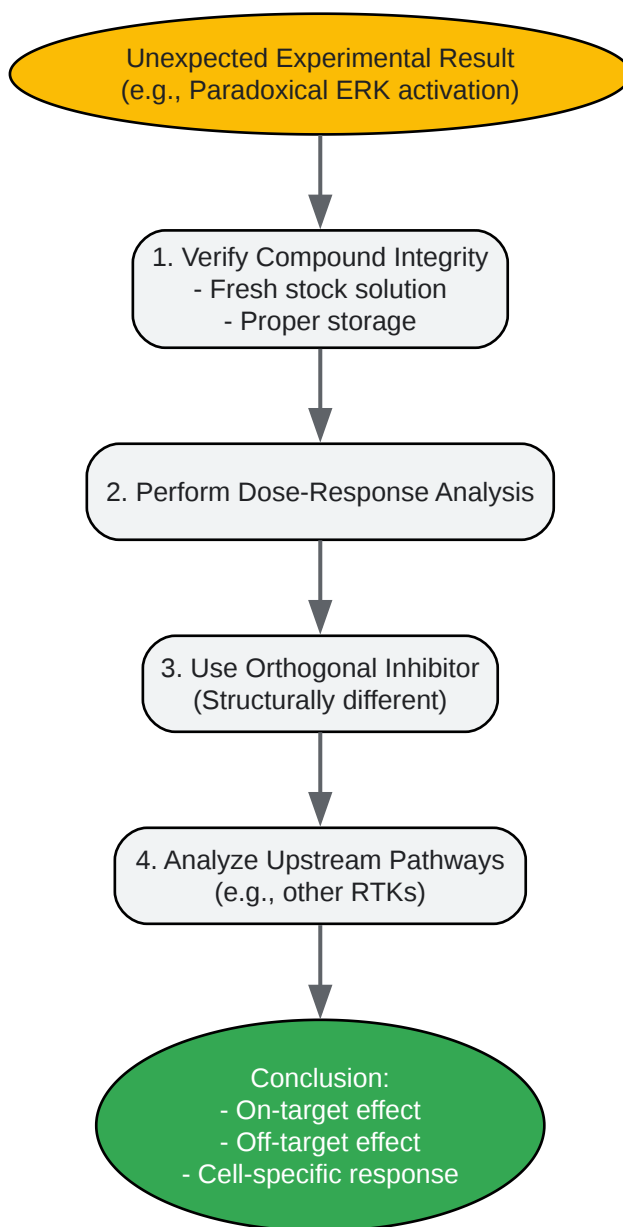 Unexpected Experimental Result
(e.g., Paradoxical ERK activation)
1. Verify Compound Integrity
- Fresh stock solution
- Proper storage
2. Perform Dose-Response Analysis
3. Use Orthogonal Inhibitor
(Structurally different)
4. Analyze Upstream Pathways
(e.g., other RTKs)
Conclusion:
- On-target effect
- Off-target effect
- Cell-specific response